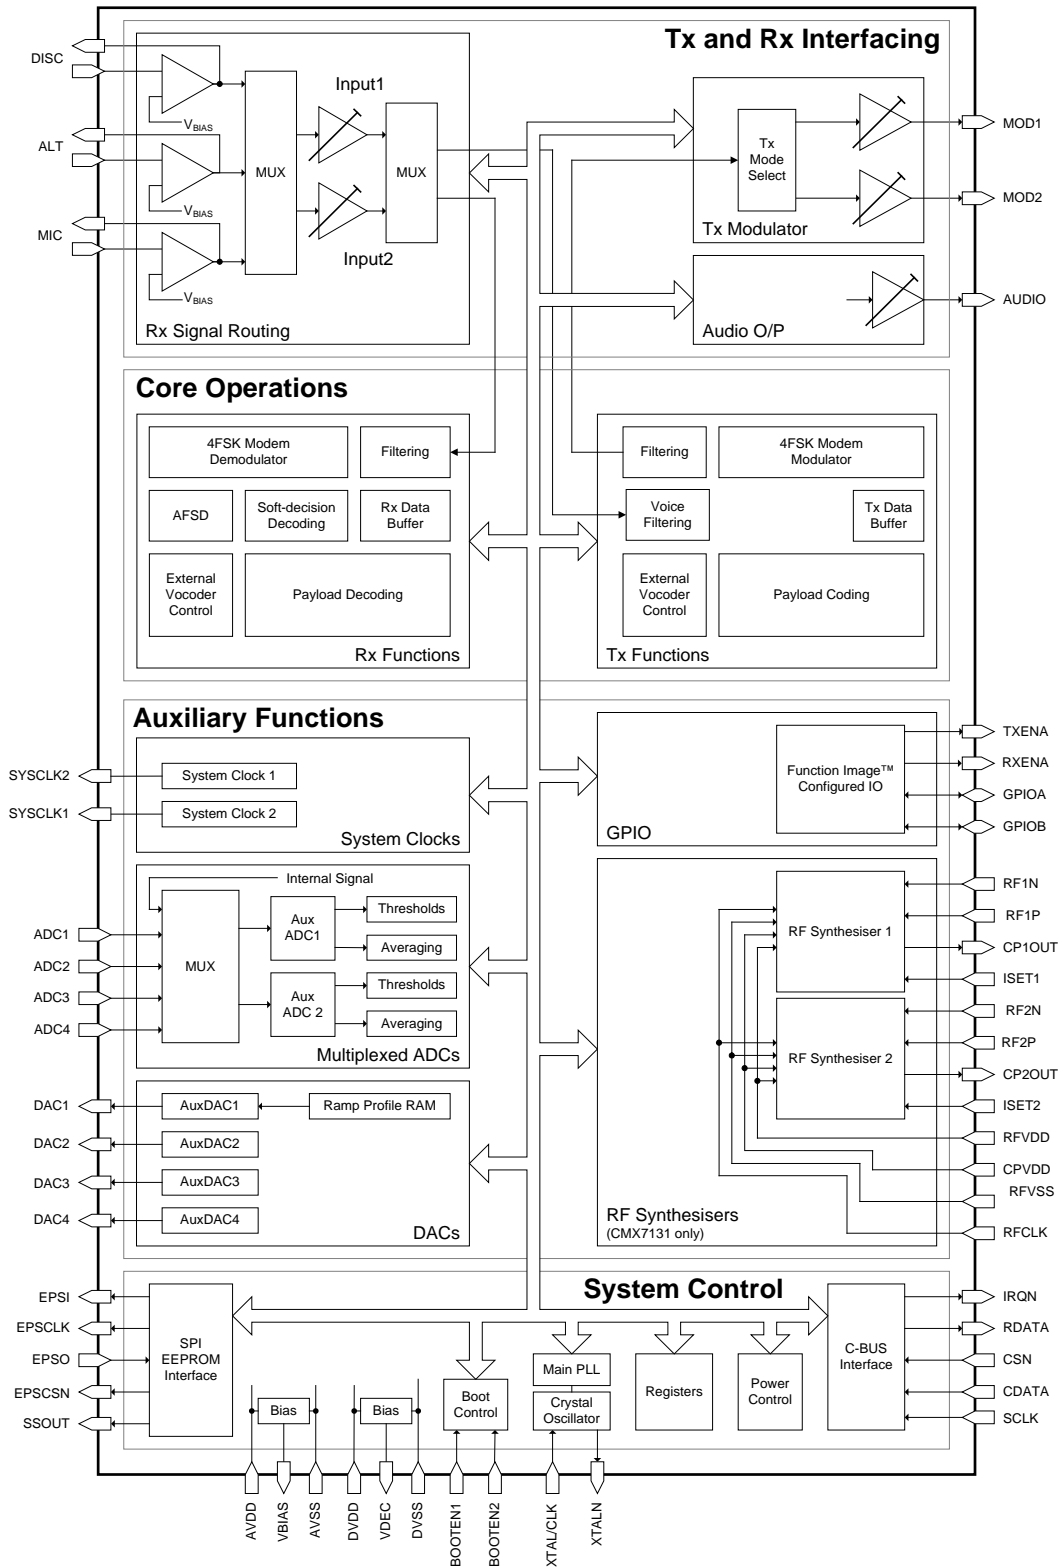 Tx and Rx Interfacing
DISC
ALT
MIC
VBIAS
VBIAS
VBIAS
MUX
Input1
Input2
MUX
Rx Signal Routing
Tx
Mode
Select
Tx Modulator
MOD1
MOD2
Audio O/P
AUDIO
Core Operations
4FSK Modem
Demodulator
Filtering
AFSD
Soft-decision
Decoding
Rx Data
Buffer
External
Vocoder
Control
Payload Decoding
Rx Functions
Filtering
4FSK Modem
Modulator
Voice
Filtering
Tx Data
Buffer
External
Vocoder
Control
Payload Coding
Tx Functions
Auxiliary Functions
SYSCLK2
SYSCLK1
System Clock 1
System Clock 2
System Clocks
Function Image™
Configured IO
GPIO
TXENA
RXENA
GPIOA
GPIOB
Internal Signal
ADC1
ADC2
ADC3
ADC4
MUX
Aux
ADC1
Thresholds
Averaging
Aux
ADC 2
Thresholds
Averaging
Multiplexed ADCs
DAC1
DAC2
DAC3
DAC4
AuxDAC1
Ramp Profile RAM
AuxDAC2
AuxDAC3
AuxDAC4
DACs
RF Synthesiser 1
RF Synthesiser 2
RF Synthesisers
(CMX7131 only)
RF1N
RF1P
CP1OUT
ISET1
RF2N
RF2P
CP2OUT
ISET2
RFVDD
CPVDD
RFVSS
RFCLK
System Control
EPSI
EPSCLK
EPSO
EPSCSN
SSOUT
SPI
EEPROM
Interface
Bias
Bias
Boot
Control
Main PLL
Crystal
Oscillator
Registers
Power
Control
C-BUS
Interface
IRQN
RDATA
CSN
CDATA
SCLK
AVDD
VBIAS
AVSS
DVDD
VDEC
DVSS
BOOTEN1
BOOTEN2
XTAL/CLK
XTALN